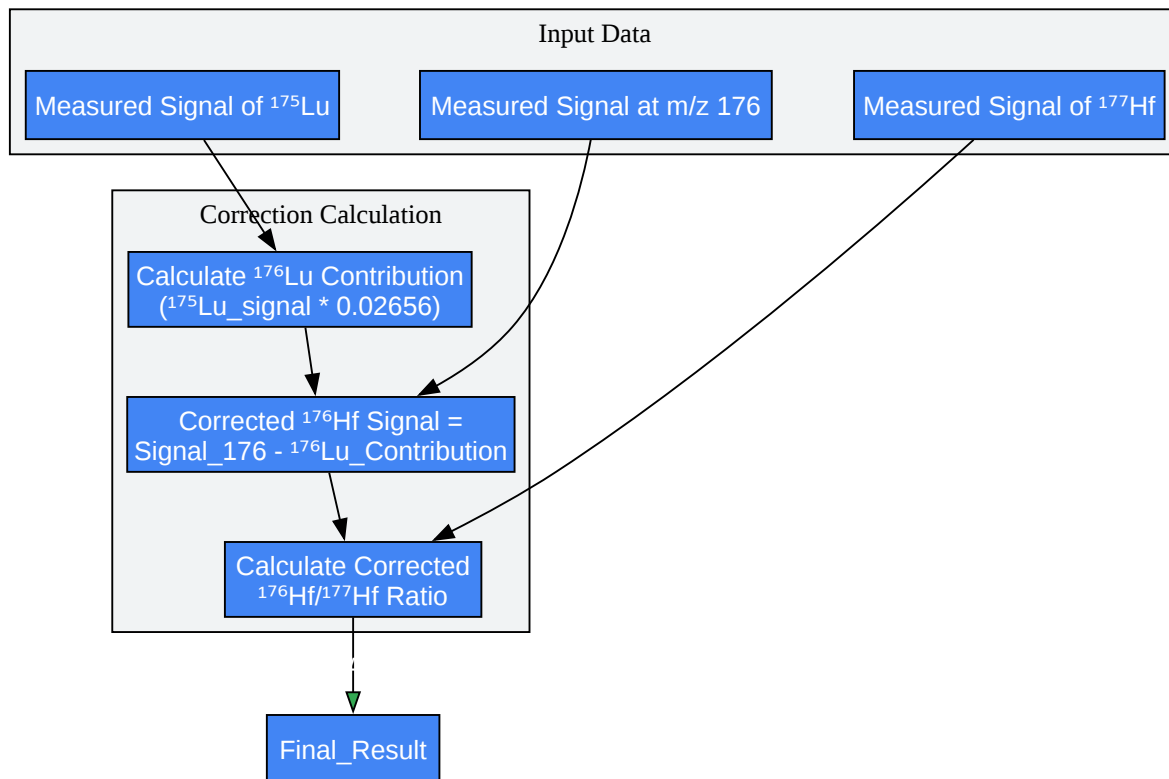 Input Data
Measured Signal of ¹⁷⁵Lu
Measured Signal at m/z 176
Measured Signal of ¹⁷⁷Hf
Correction Calculation
Calculate ¹⁷⁶Lu Contribution
(¹⁷⁵Lu_signal * 0.02656)
Corrected ¹⁷⁶Hf Signal =
Signal_176 - ¹⁷⁶Lu_Contribution
Calculate Corrected
¹⁷⁶Hf/¹⁷⁷Hf Ratio
Final_Result